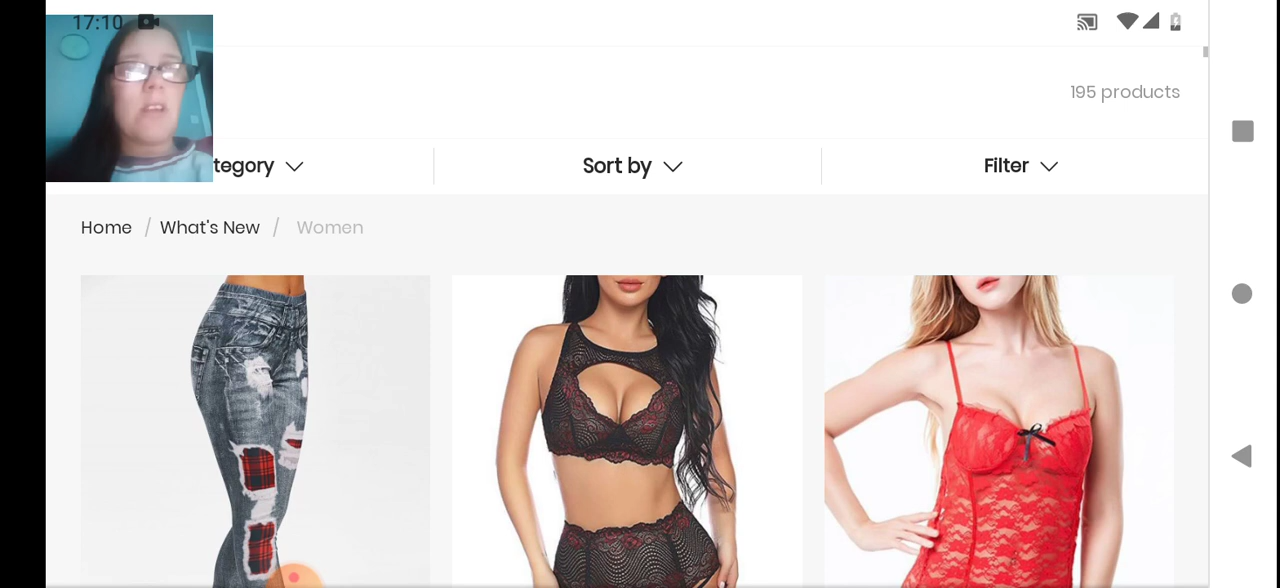 17:10
195 products
tegory
Sort by
Filter
Home / What's New / Women